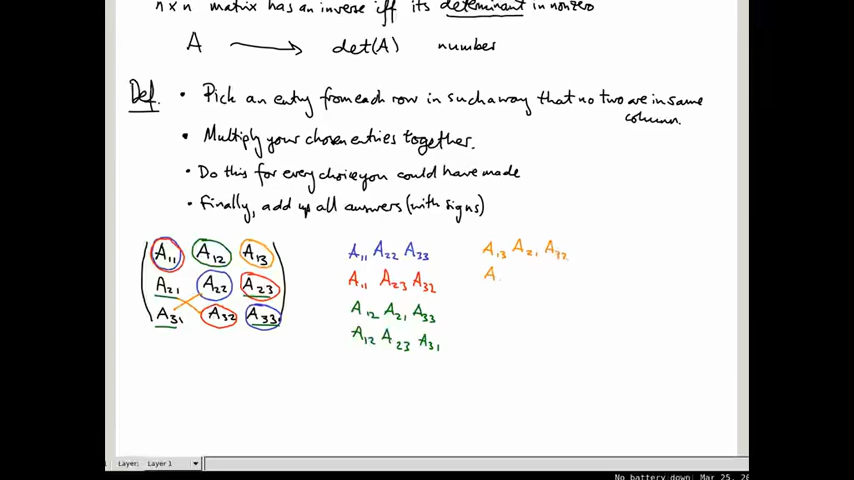 n x n matrix has an inverse iff its determinant in nonzero
A ⟶ det(A) number
Def. • Pick an entry from each row in such a way that no two are in same
column.
• Multiply your chosen entries together.
• Do this for every choice you could have made
• Finally, add up all answers (with signs)
A₁₁ A₁₂ A₁₃
A₂₁ A₂₂ A₂₃
A₃₁ A₃₂ A₃₃
A₁₁ A₂₂ A₃₃
A₁₁ A₂₃ A₃₂
A₁₂ A₂₁ A₃₃
A₁₂ A₂₃ A₃₁
A₁₃ A₂₁ A₃₂
A
Layer: Layer 1
No battery down: Mar 25, 20